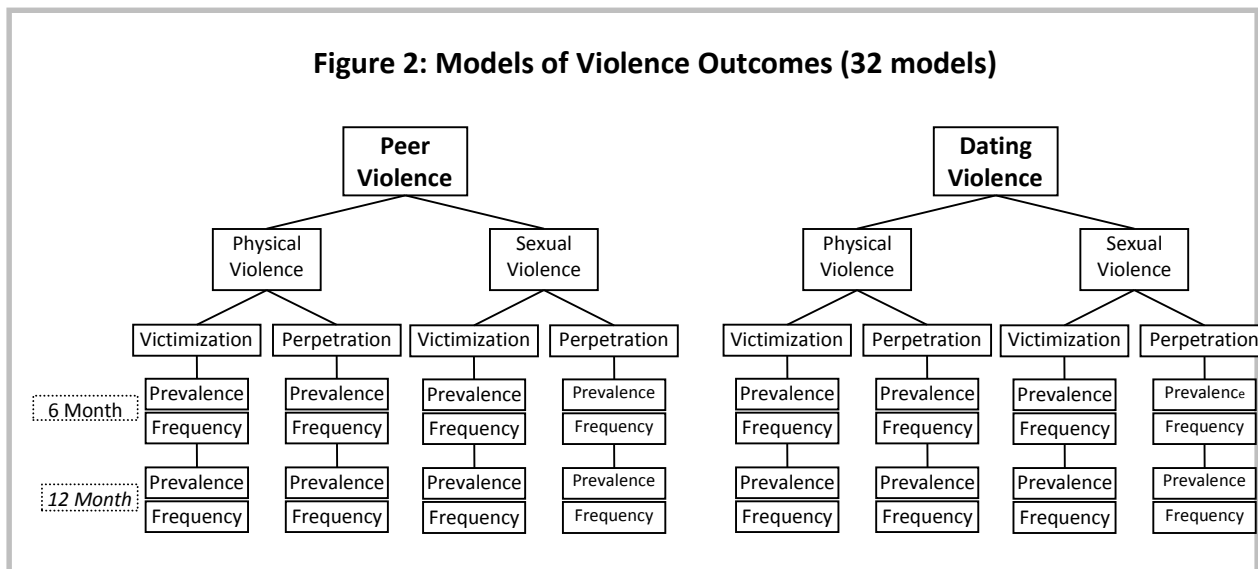 Figure 2: Models of Violence Outcomes (32 models)
Peer
Violence
Dating
Violence
Physical
Violence
Sexual
Violence
Physical
Violence
Sexual
Violence
Victimization Perpetration Victimization Perpetration Victimization Perpetration Victimization Perpetration
6 Month
Prevalence Prevalence Prevalence Prevalence Prevalence Prevalence Prevalence Prevalence
Frequency Frequency Frequency Frequency Frequency Frequency Frequency Frequency
12 Month
Prevalence Prevalence Prevalence Prevalence Prevalence Prevalence Prevalence Prevalence
Frequency Frequency Frequency Frequency Frequency Frequency Frequency Frequency